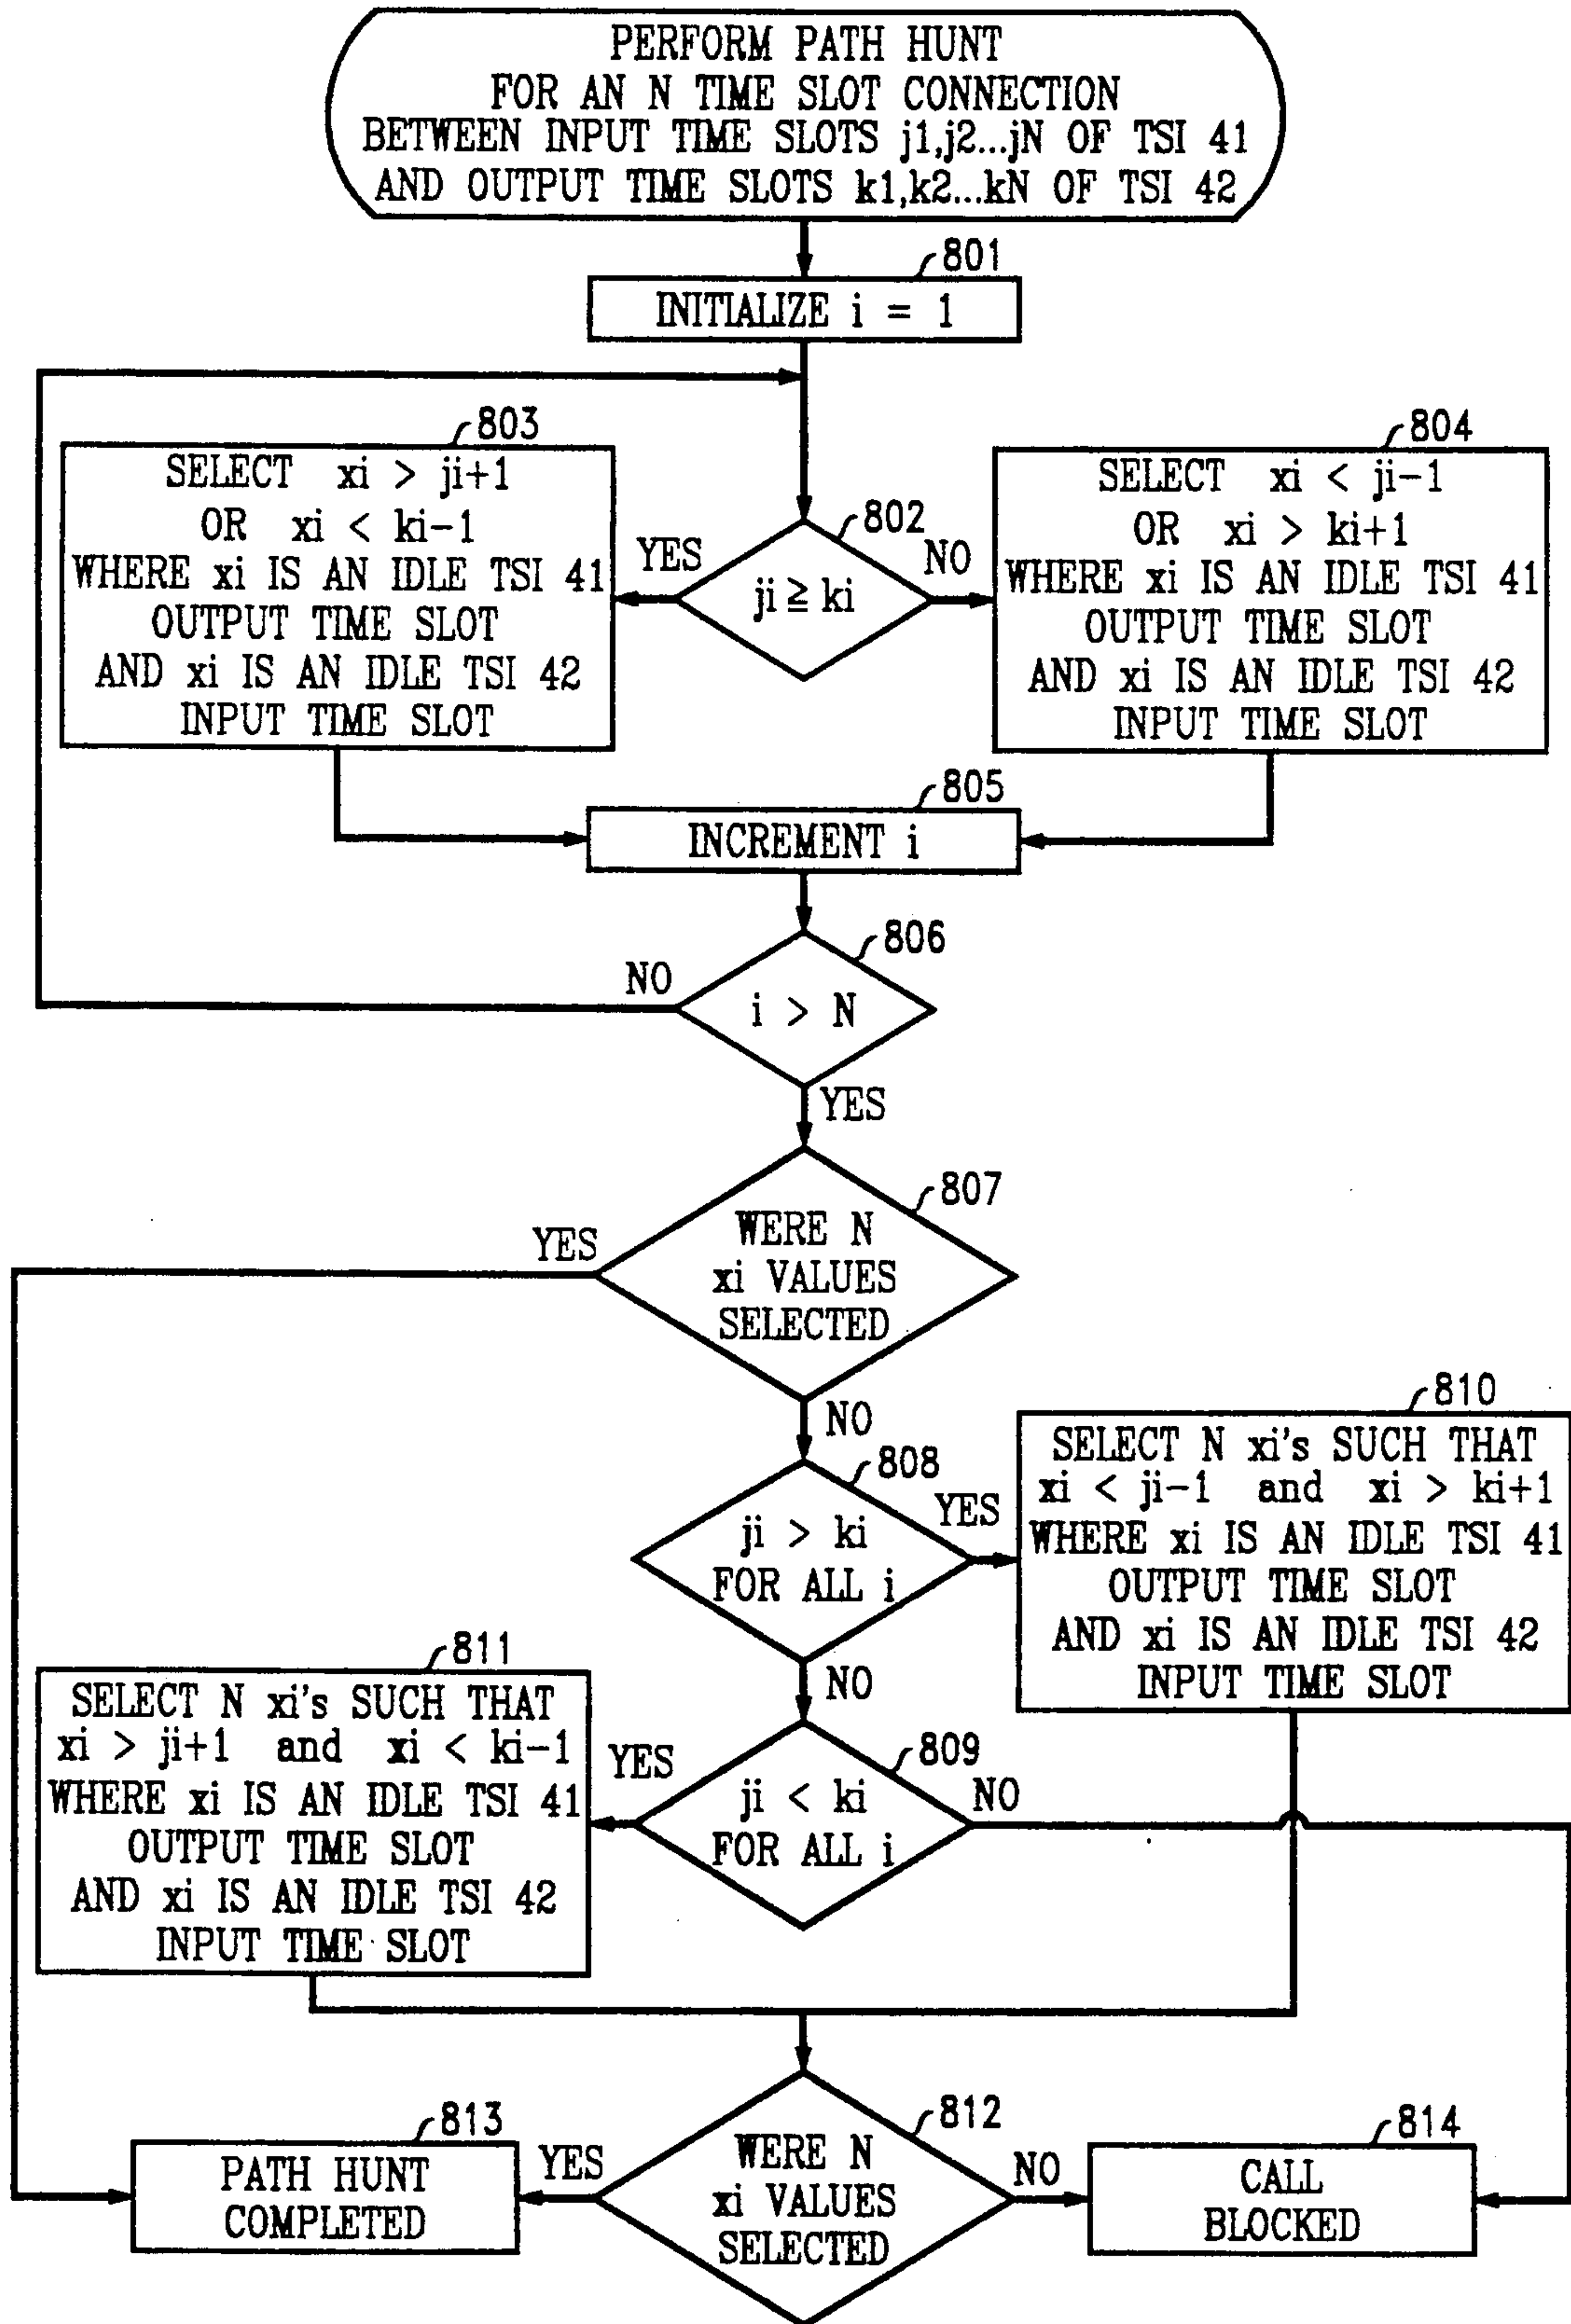 PERFORM PATH HUNT
FOR AN N TIME SLOT CONNECTION
BETWEEN INPUT TIME SLOTS j1,j2...jN OF TSI 41
AND OUTPUT TIME SLOTS k1,k2...kN OF TSI 42
801
INITIALIZE i = 1
803
SELECT xi > ji+1
OR xi < ki-1
WHERE xi IS AN IDLE TSI 41
OUTPUT TIME SLOT
AND xi IS AN IDLE TSI 42
INPUT TIME SLOT
YES
802
ji ≧ ki
NO
804
SELECT xi < ji-1
OR xi > ki+1
WHERE xi IS AN IDLE TSI 41
OUTPUT TIME SLOT
AND xi IS AN IDLE TSI 42
INPUT TIME SLOT
805
INCREMENT i
806
NO
i > N
YES
807
YES
WERE N
xi VALUES
SELECTED
NO
808
ji > ki
FOR ALL i
YES
810
SELECT N xi's SUCH THAT
xi < ji-1 and xi > ki+1
WHERE xi IS AN IDLE TSI 41
OUTPUT TIME SLOT
AND xi IS AN IDLE TSI 42
INPUT TIME SLOT
NO
811
SELECT N xi's SUCH THAT
xi > ji+1 and xi < ki-1
WHERE xi IS AN IDLE TSI 41
OUTPUT TIME SLOT
AND xi IS AN IDLE TSI 42
INPUT TIME SLOT
YES
809
ji < ki
FOR ALL i
NO
813
PATH HUNT
COMPLETED
YES
812
WERE N
xi VALUES
SELECTED
NO
814
CALL
BLOCKED